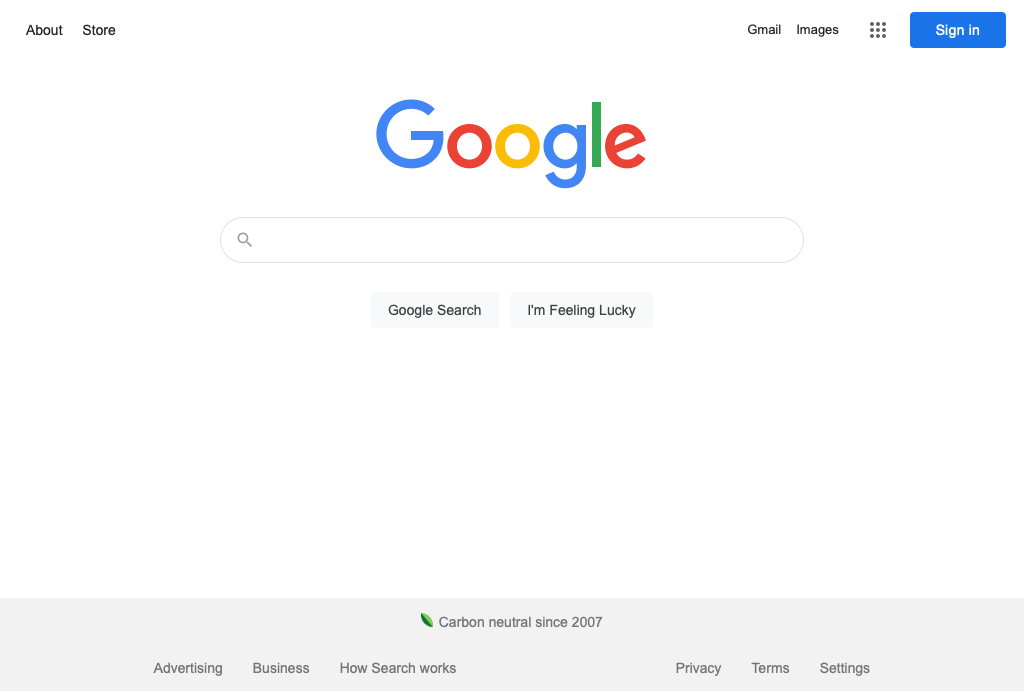 About Store Gmail Images Sign in
Google
Google Search I'm Feeling Lucky
Carbon neutral since 2007
Advertising Business How Search works Privacy Terms Settings